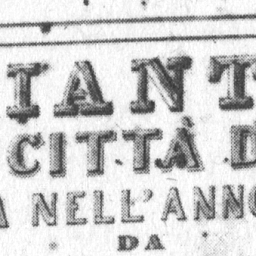 IANT
CITTÀ D
A NELL'ANNO
DA